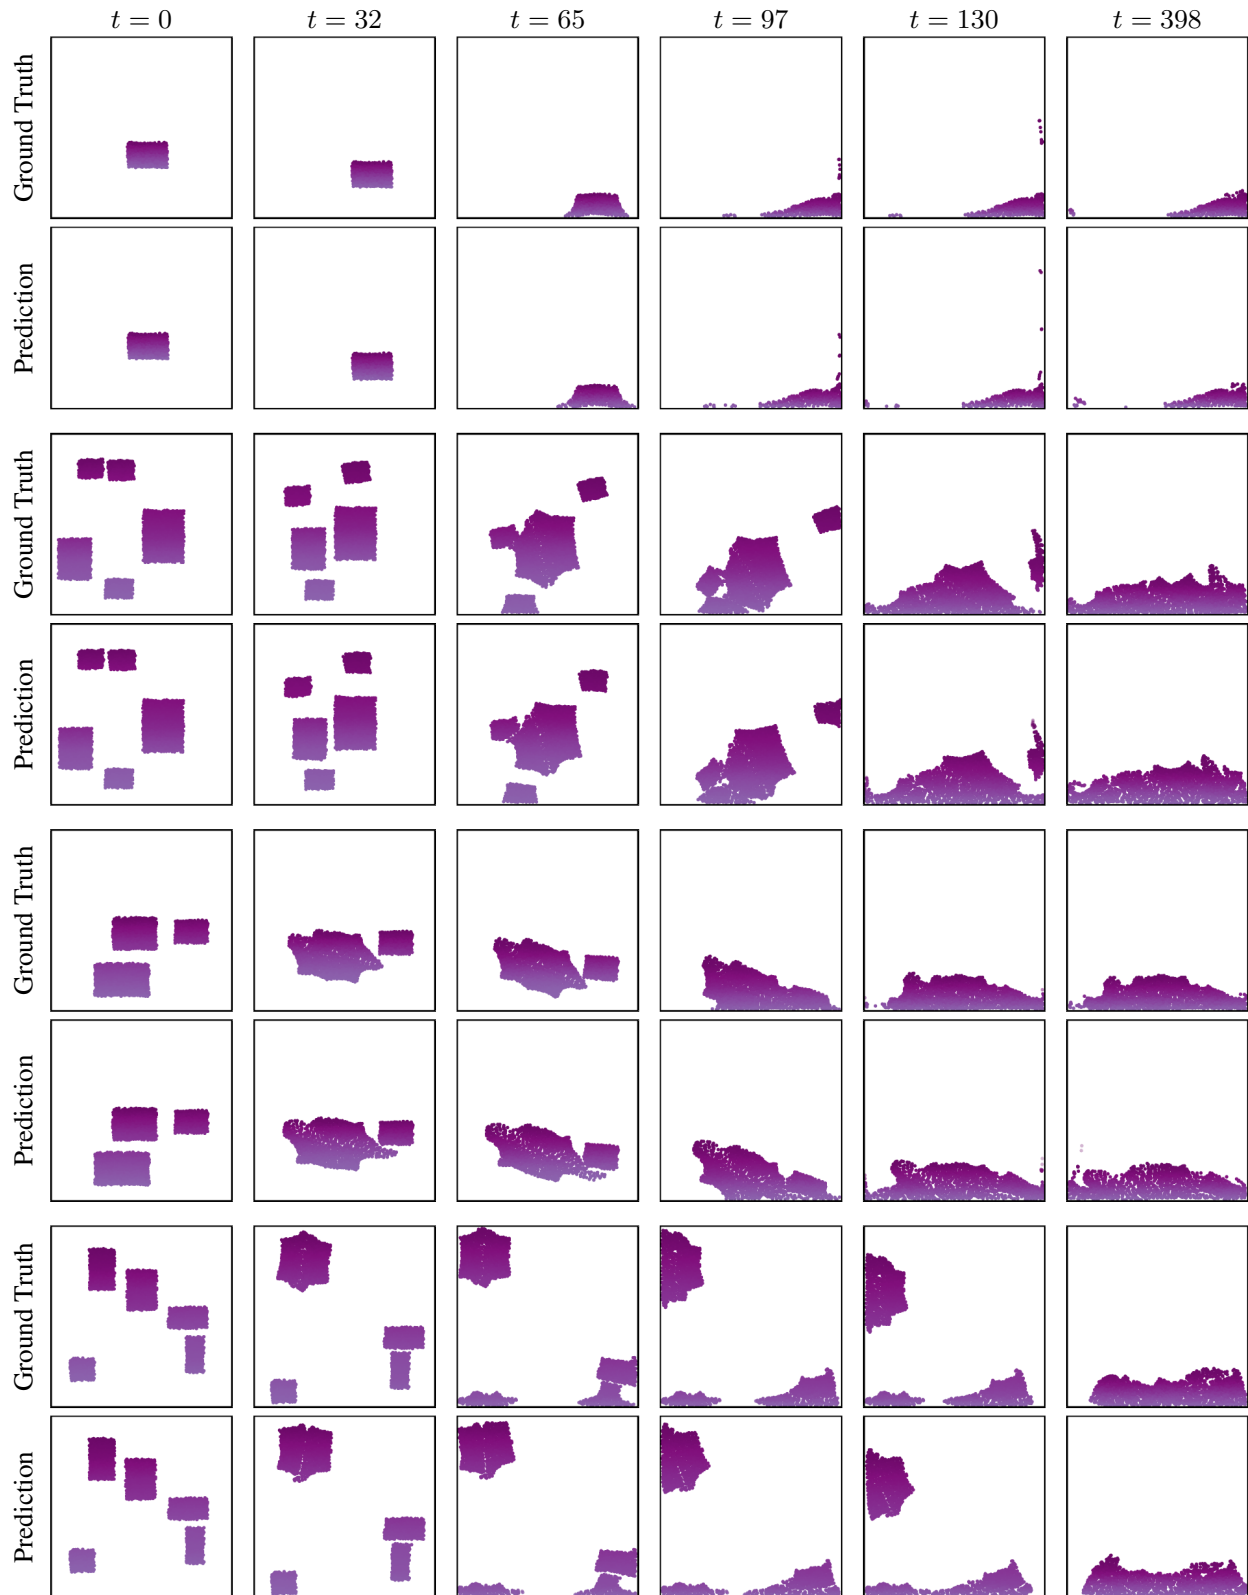 t = 0 t = 32 t = 65 t = 97 t = 130 t = 398
Ground Truth
Prediction
Ground Truth
Prediction
Ground Truth
Prediction
Ground Truth
Prediction